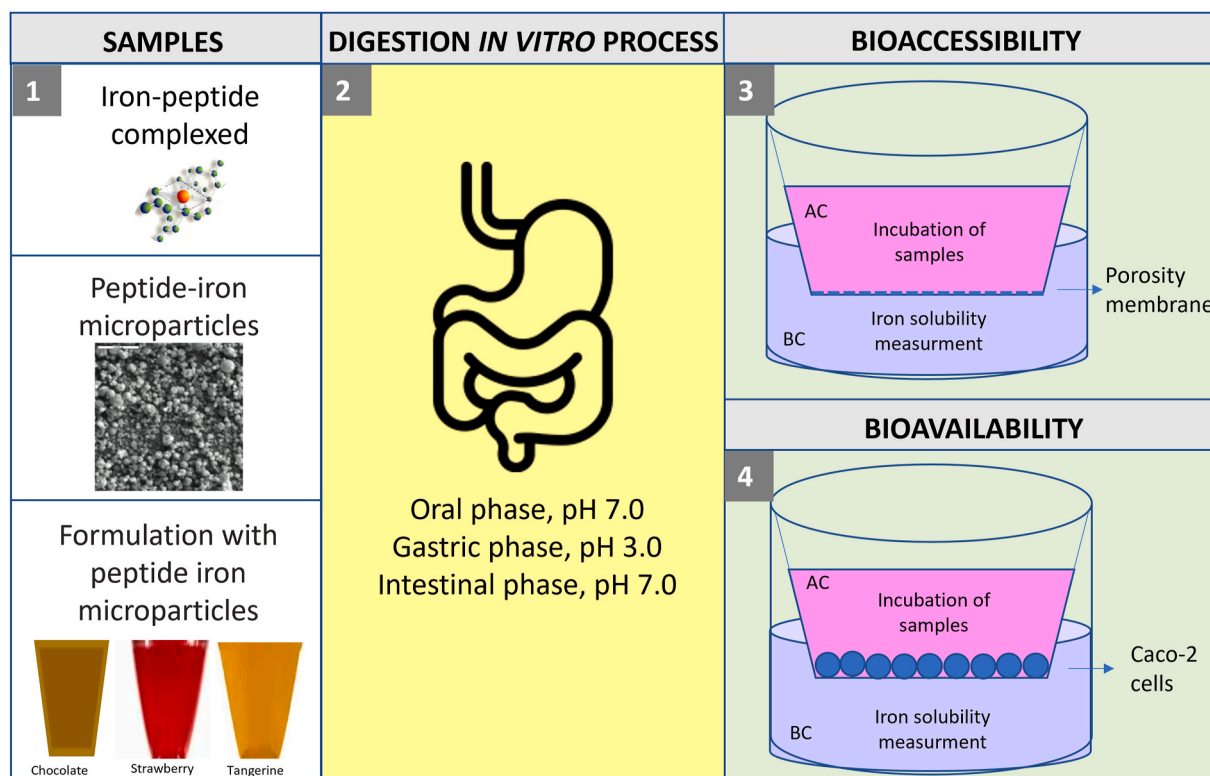 SAMPLES
1
Iron-peptide
complexed
Peptide-iron
microparticles
Formulation with
peptide iron
microparticles
Chocolate
Strawberry
Tangerine
DIGESTION IN VITRO PROCESS
2
Oral phase, pH 7.0
Gastric phase, pH 3.0
Intestinal phase, pH 7.0
BIOACCESSIBILITY
3
AC
Incubation of
samples
Porosity
membrane
Iron solubility
measurment
BC
BIOAVAILABILITY
4
AC
Incubation of
samples
Caco-2
cells
Iron solubility
measurment
BC